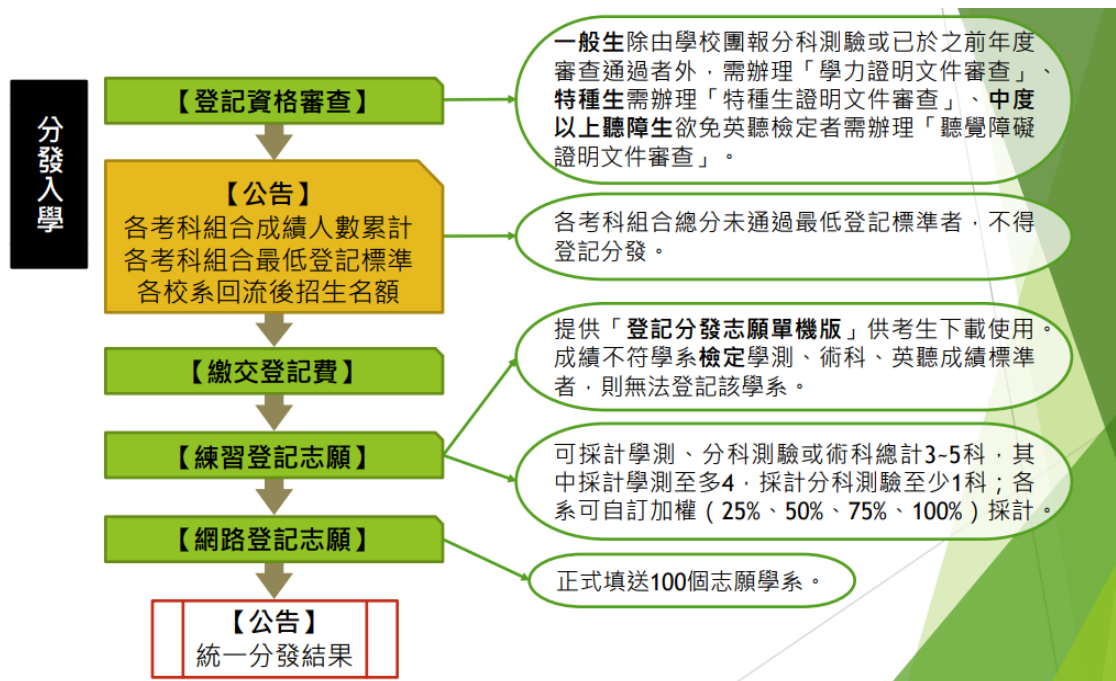 分發入學
【登記資格審查】
一般生除由學校團報分科測驗或已於之前年度
審查通過者外，需辦理「學力證明文件審查」、
特種生需辦理「特種生證明文件審查」、中度
以上聽障生欲免英聽檢定者需辦理「聽覺障礙
證明文件審查」。
【公告】
各考科組合成績人數累計
各考科組合最低登記標準
各校系回流後招生名額
各考科組合總分未通過最低登記標準者，不得
登記分發。
【繳交登記費】
【練習登記志願】
提供「登記分發志願單機版」供考生下載使用。
成績不符學系檢定學測、術科、英聽成績標準
者，則無法登記該學系。
可採計學測、分科測驗或術科總計3~5科，其
中採計學測至多4，採計分科測驗至少1科；各
系可自訂加權（25%、50%、75%、100%）採計。
【網路登記志願】
正式填送100個志願學系。
【公告】
統一分發結果